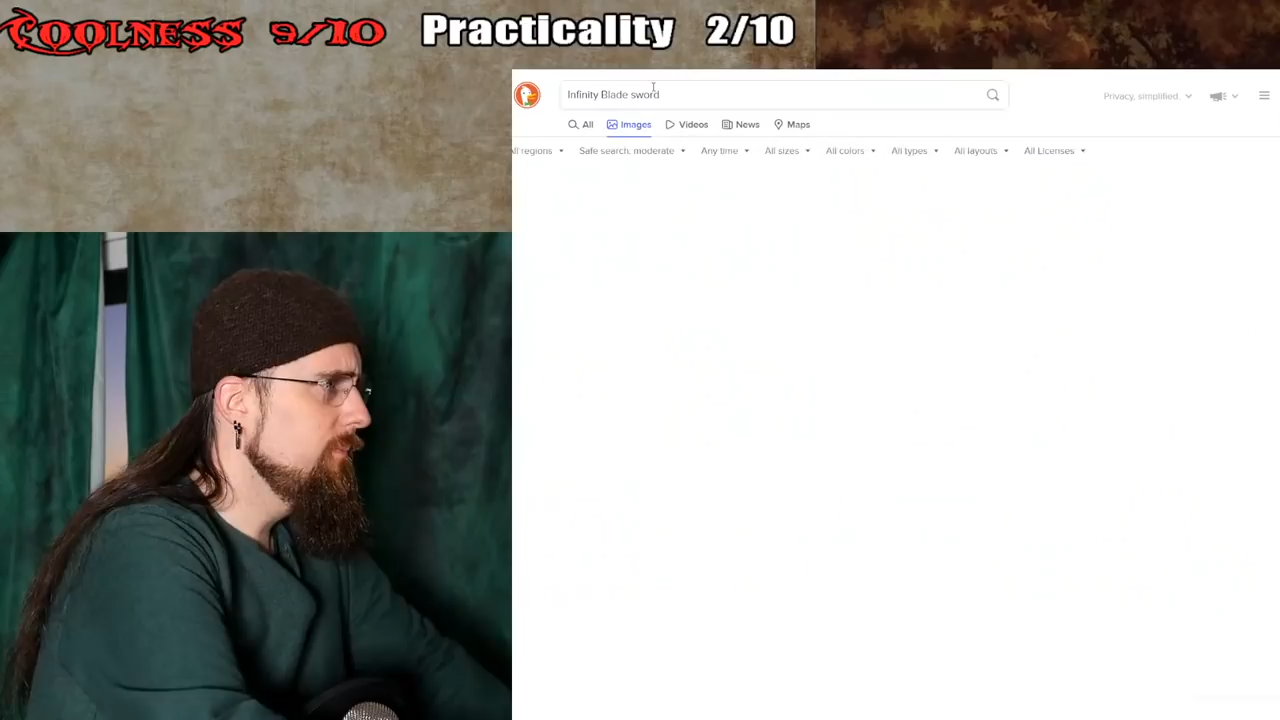 COOLNESS 9/10 Practicality 2/10
Infinity Blade sword
Privacy, simplified.
All Images Videos News Maps
All regions Safe search: moderate Any time All sizes All colors All types All layouts All Licenses